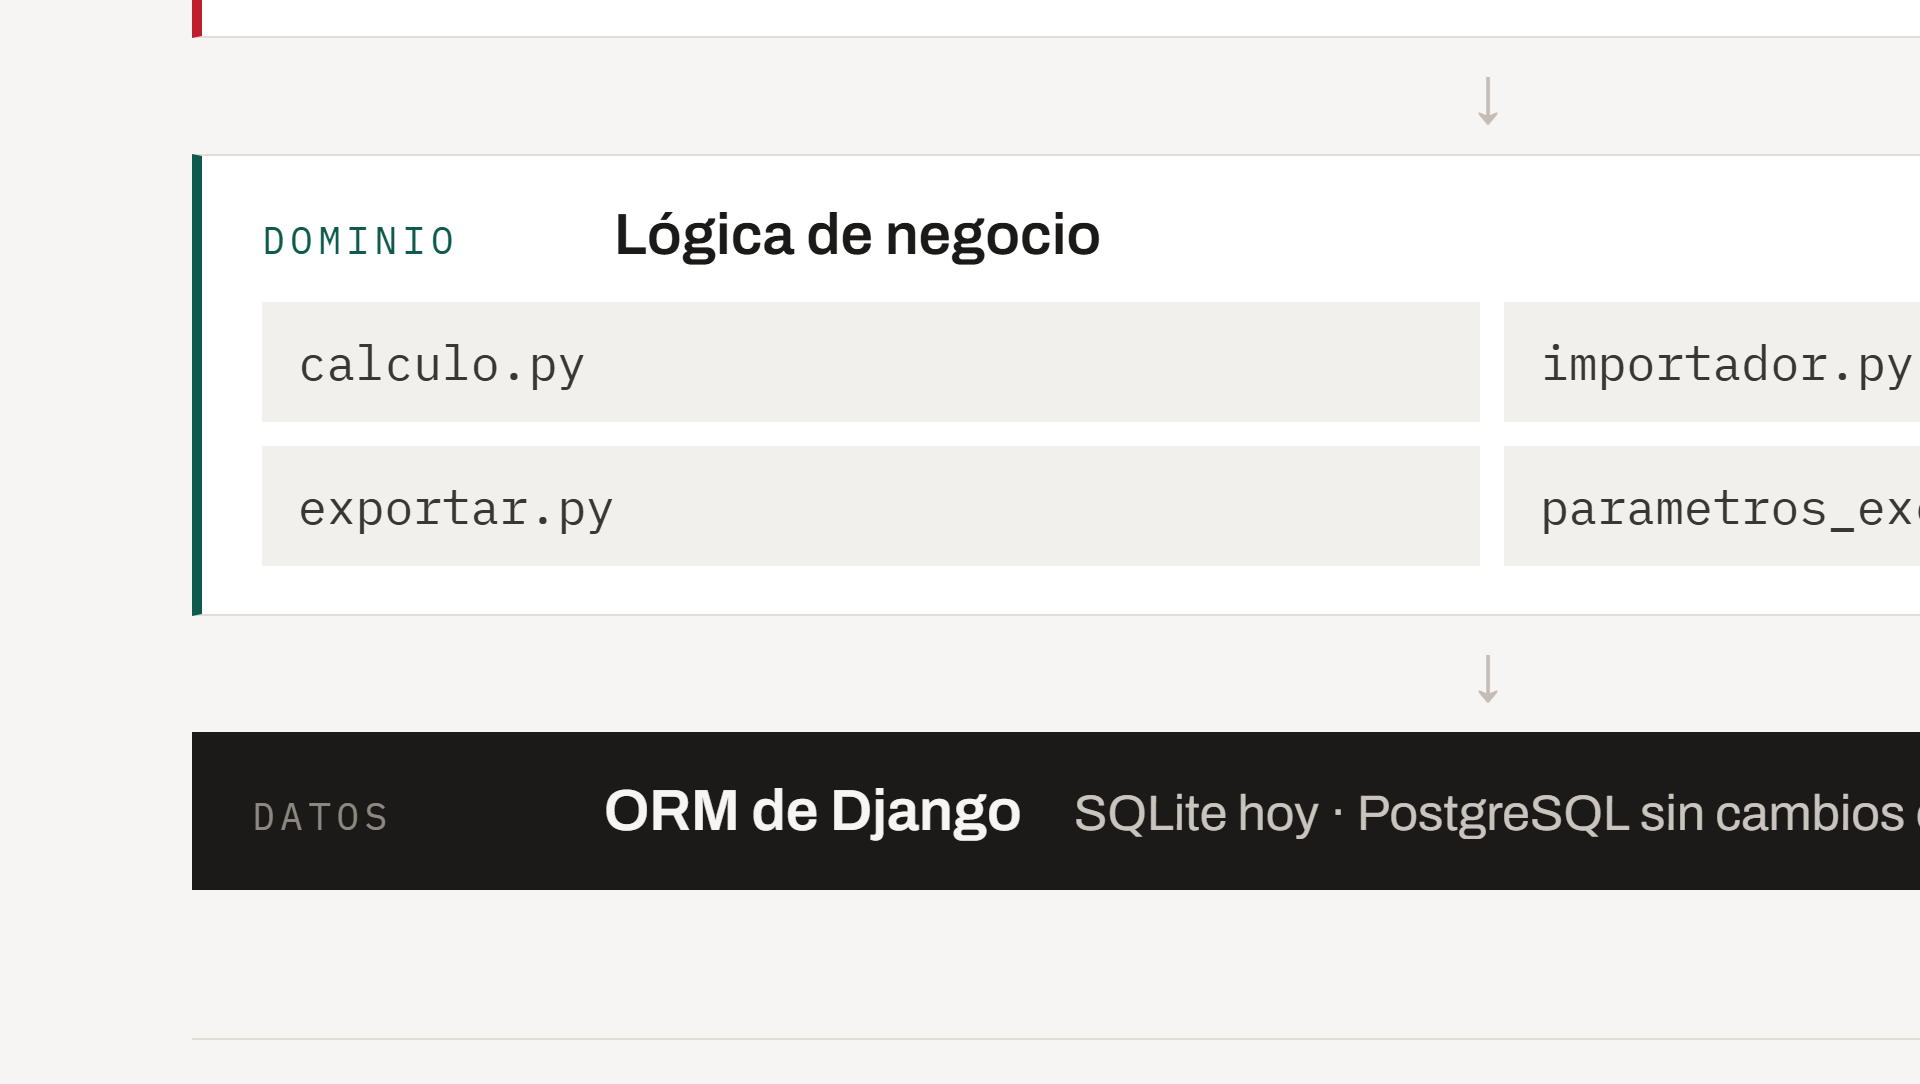 ↓
DOMINIO Lógica de negocio
calculo.py importador.py
exportar.py parametros_ex
↓
DATOS ORM de Django SQLite hoy · PostgreSQL sin cambios